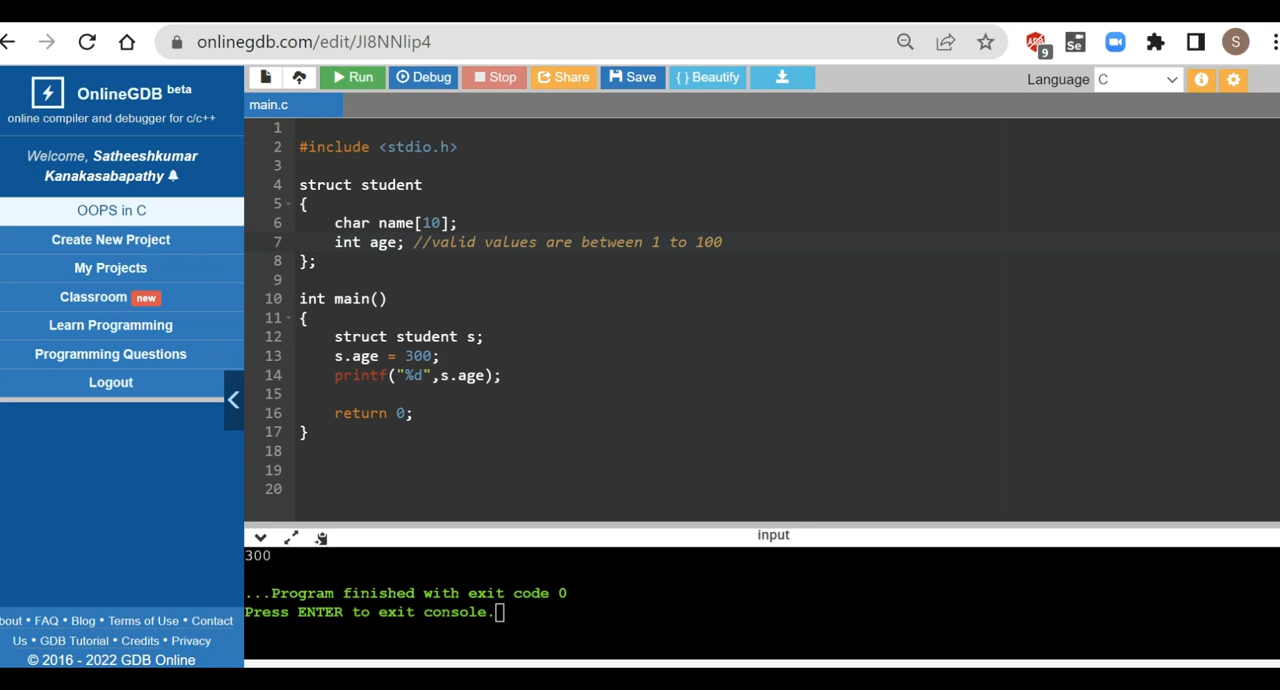 onlinegdb.com/edit/JI8NNlip4
9
Se
S
OnlineGDB beta
online compiler and debugger for c/c++
Welcome, Satheeshkumar
Kanakasabapathy
OOPS in C
Create New Project
My Projects
Classroom new
Learn Programming
Programming Questions
Logout
bout • FAQ • Blog • Terms of Use • Contact
Us • GDB Tutorial • Credits • Privacy
© 2016 - 2022 GDB Online
Run Debug Stop Share Save { } Beautify
Language C
main.c
1
2 #include <stdio.h>
3
4 struct student
5 {
6 char name[10];
7 int age; //valid values are between 1 to 100
8 };
9
10 int main()
11 {
12 struct student s;
13 s.age = 300;
14 printf("%d",s.age);
15
16 return 0;
17 }
18
19
20
input
300
...Program finished with exit code 0
Press ENTER to exit console.